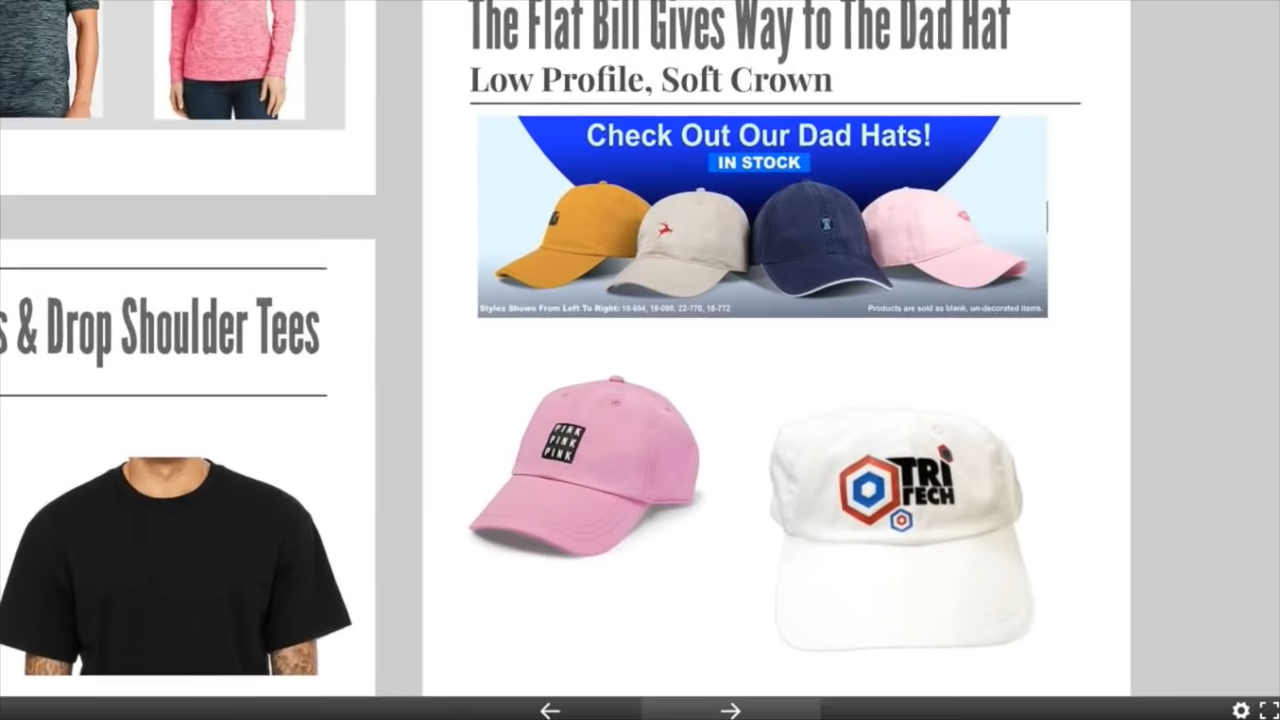 The Flat Bill Gives Way to The Dad Hat
Low Profile, Soft Crown
Check Out Our Dad Hats!
IN STOCK
Styles Shown From Left To Right: 18-694, 18-098, 22-770, 18-772
Products are sold as blank, un-decorated items.
& Drop Shoulder Tees
PINK
PINK
PINK
TRI
TECH